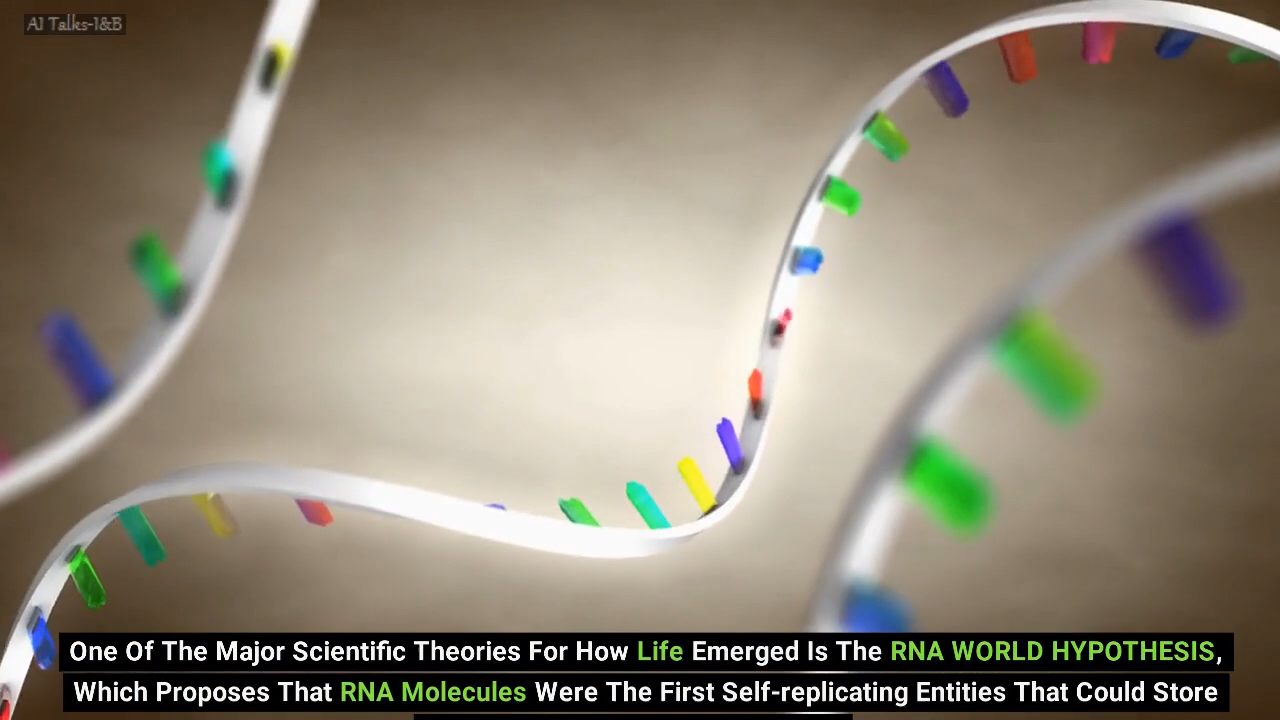 AI Talks-I&B
One Of The Major Scientific Theories For How Life Emerged Is The RNA WORLD HYPOTHESIS,
Which Proposes That RNA Molecules Were The First Self-replicating Entities That Could Store